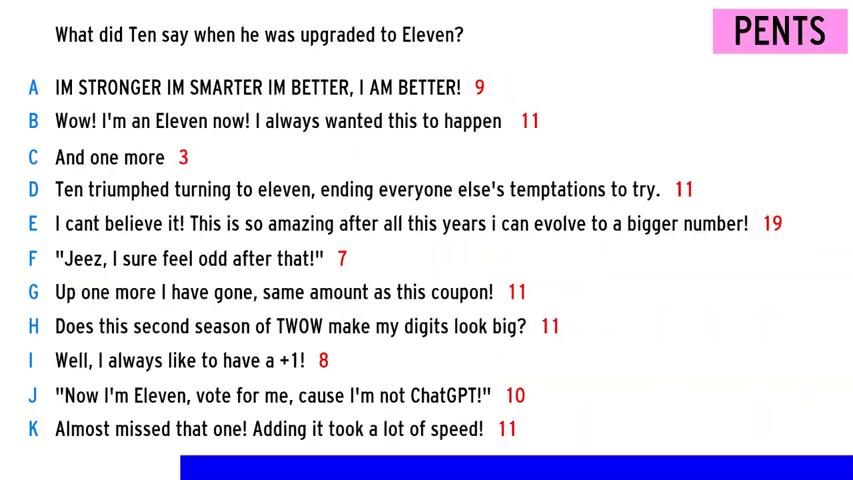 What did Ten say when he was upgraded to Eleven?
PENTS
A IM STRONGER IM SMARTER IM BETTER, I AM BETTER! 9
B Wow! I'm an Eleven now! I always wanted this to happen 11
C And one more 3
D Ten triumphed turning to eleven, ending everyone else's temptations to try. 11
E I cant believe it! This is so amazing after all this years i can evolve to a bigger number! 19
F "Jeez, I sure feel odd after that!" 7
G Up one more I have gone, same amount as this coupon! 11
H Does this second season of TWOW make my digits look big? 11
I Well, I always like to have a +1! 8
J "Now I'm Eleven, vote for me, cause I'm not ChatGPT!" 10
K Almost missed that one! Adding it took a lot of speed! 11